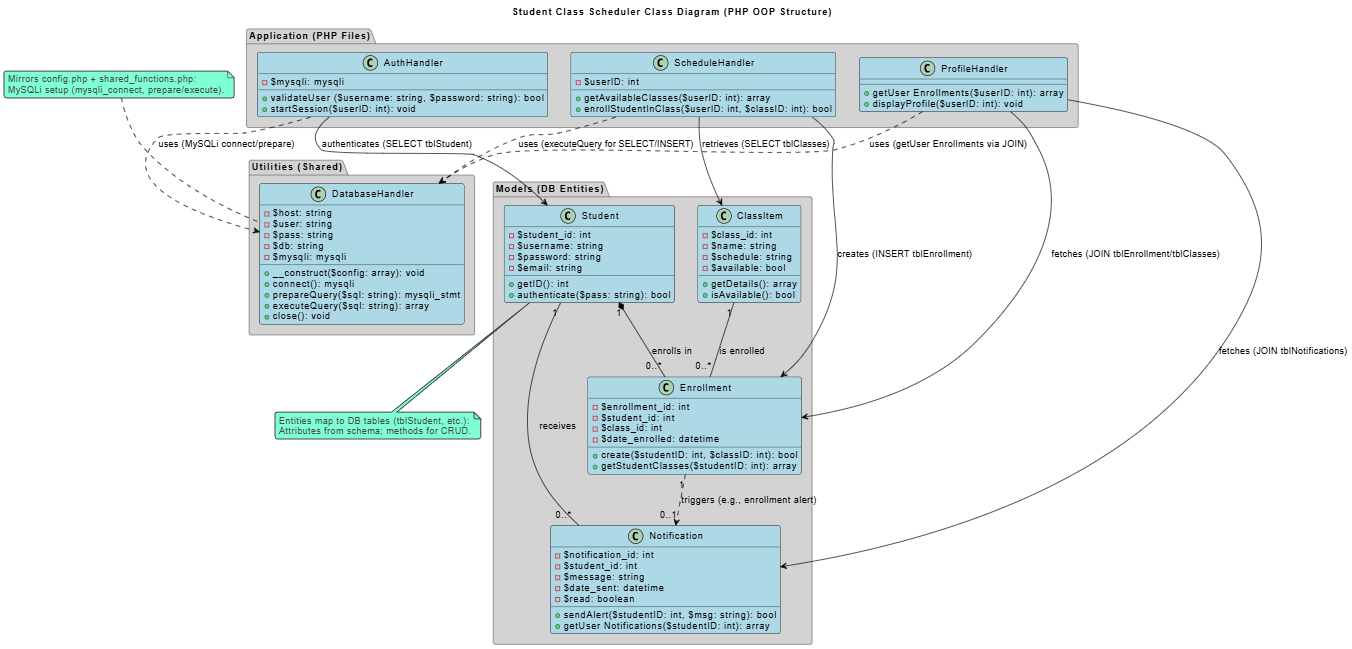 Student Class Scheduler Class Diagram (PHP OOP Structure)
Application (PHP Files)
C AuthHandler
$mysqli: mysqli
validateUser ($username: string, $password: string): bool
startSession($userID: int): void
C ScheduleHandler
$userID: int
getAvailableClasses($userID: int): array
enrollStudentInClass($userID: int, $classID: int): bool
C ProfileHandler
getUser Enrollments($userID: int): array
displayProfile($userID: int): void
Mirrors config.php + shared_functions.php:
MySQLi setup (mysqli_connect, prepare/execute).
uses (MySQLi connect/prepare)
authenticates (SELECT tblStudent)
uses (executeQuery for SELECT/INSERT)
retrieves (SELECT tblClasses)
uses (getUser Enrollments via JOIN)
Utilities (Shared)
C DatabaseHandler
$host: string
$user: string
$pass: string
$db: string
$mysqli: mysqli
__construct($config: array): void
connect(): mysqli
prepareQuery($sql: string): mysqli_stmt
executeQuery($sql: string): array
close(): void
Models (DB Entities)
C Student
$student_id: int
$username: string
$password: string
$email: string
getID(): int
authenticate($pass: string): bool
C ClassItem
$class_id: int
$name: string
$schedule: string
$available: bool
getDetails(): array
isAvailable(): bool
creates (INSERT tblEnrollment)
fetches (JOIN tblEnrollment/tblClasses)
1
1
1
enrolls in
is enrolled
fetches (JOIN tblNotifications)
0..*
0..*
C Enrollment
$enrollment_id: int
$student_id: int
$class_id: int
$date_enrolled: datetime
create($studentID: int, $classID: int): bool
getStudentClasses($studentID: int): array
Entities map to DB tables (tblStudent, etc.):
Attributes from schema; methods for CRUD.
receives
1
triggers (e.g., enrollment alert)
0..*
0..1
C Notification
$notification_id: int
$student_id: int
$message: string
$date_sent: datetime
$read: boolean
sendAlert($studentID: int, $msg: string): bool
getUser Notifications($studentID: int): array